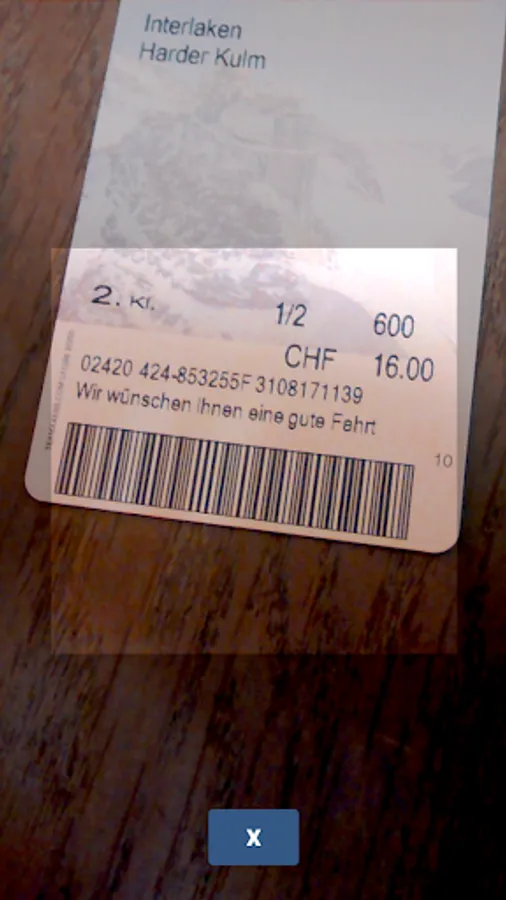 Interlaken
Harder Kulm
2. Kl. 1/2 600
CHF 16.00
02420 424-853255F 3108171139
Wir wünschen Ihnen eine gute Fahrt
10
X